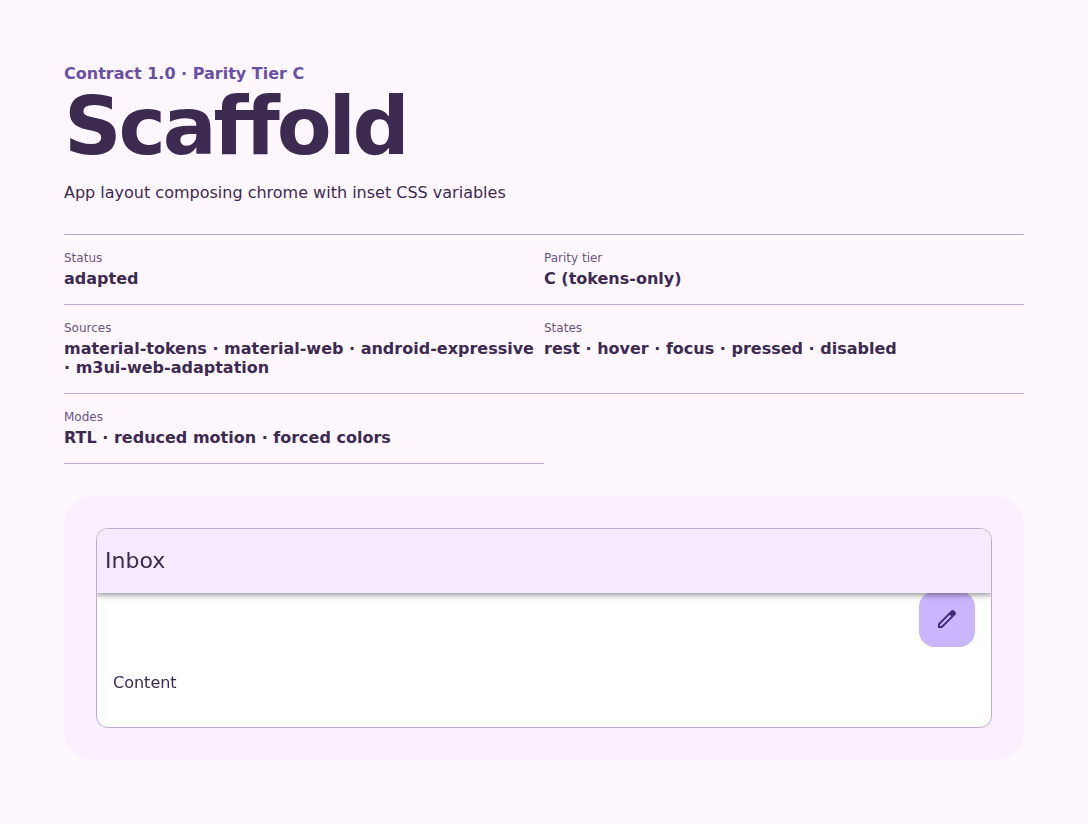 Contract 1.0 · Parity Tier C
Scaffold
App layout composing chrome with inset CSS variables
Status
adapted
Parity tier
C (tokens-only)
Sources
material-tokens · material-web · android-expressive
· m3ui-web-adaptation
States
rest · hover · focus · pressed · disabled
Modes
RTL · reduced motion · forced colors
Inbox
Content